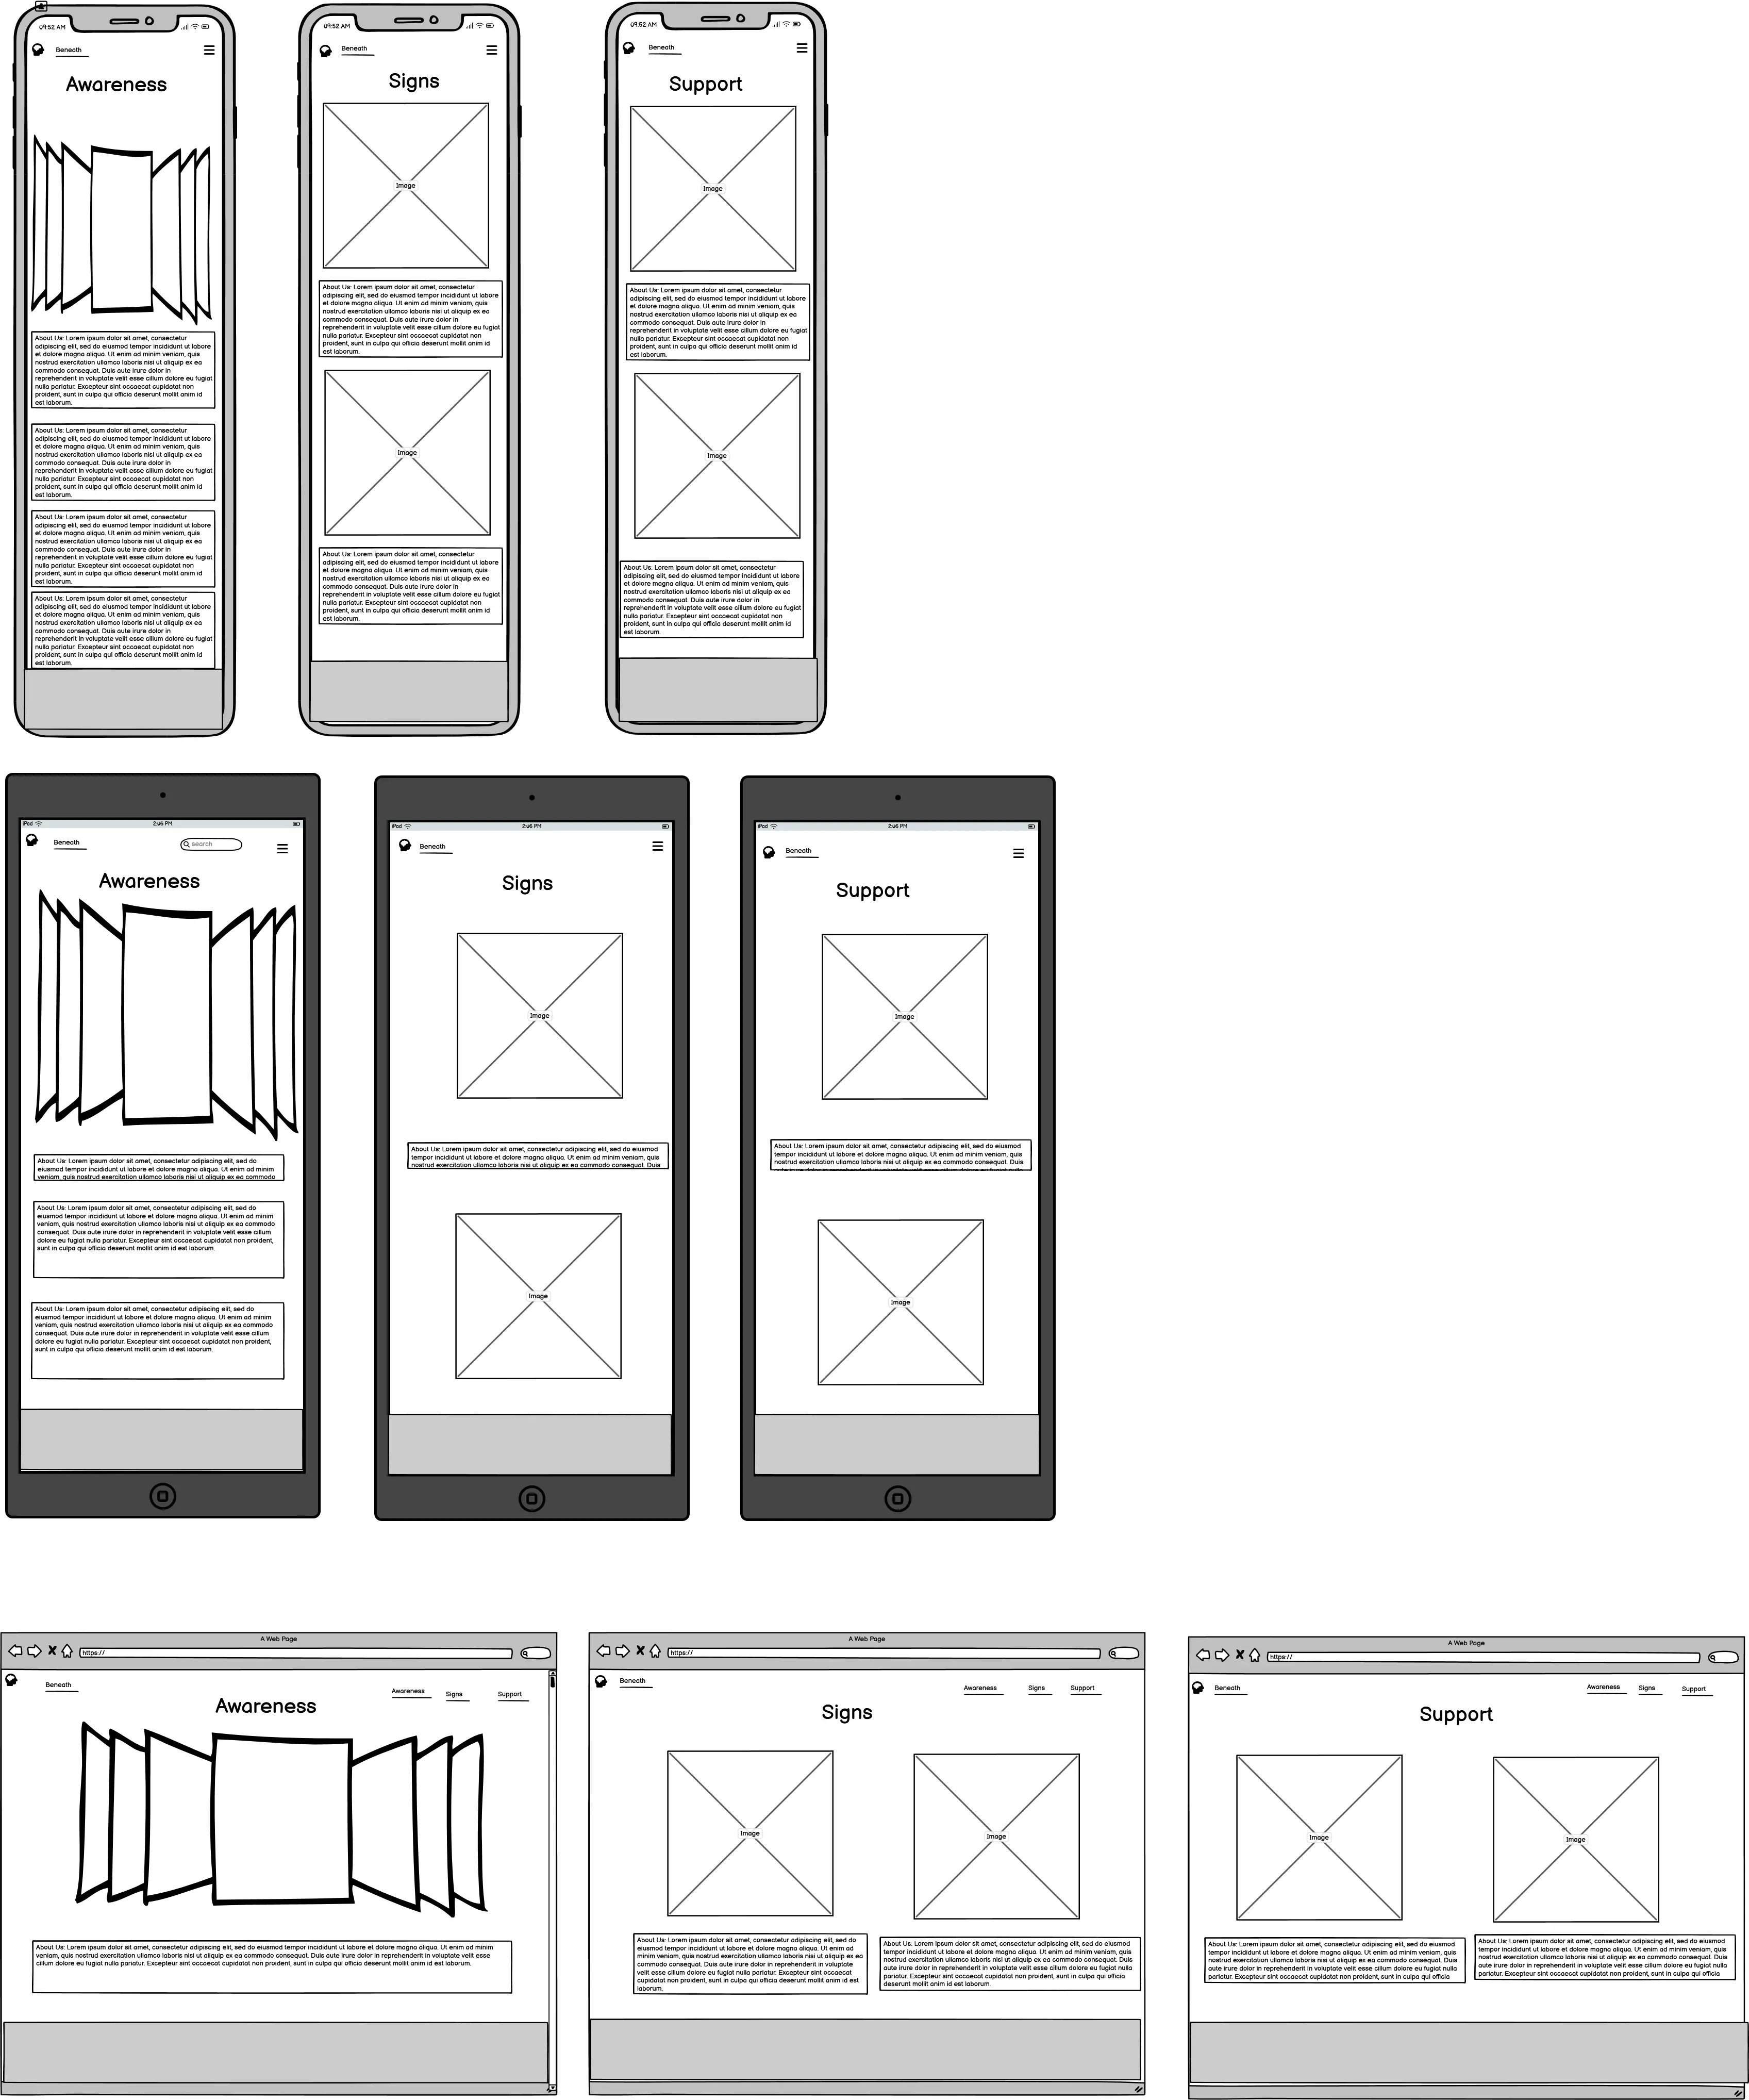 09:52 AM
Beneath
Awareness
About Us: Lorem ipsum dolor sit amet, consectetur
adipiscing elit, sed do eiusmod tempor incididunt ut labore
et dolore magna aliqua. Ut enim ad minim veniam, quis
nostrud exercitation ullamco laboris nisi ut aliquip ex ea
commodo consequat. Duis aute irure dolor in
reprehenderit in voluptate velit esse cillum dolore eu fugiat
nulla pariatur. Excepteur sint occaecat cupidatat non
proident, sunt in culpa qui officia deserunt mollit anim id
est laborum.
About Us: Lorem ipsum dolor sit amet, consectetur
adipiscing elit, sed do eiusmod tempor incididunt ut labore
et dolore magna aliqua. Ut enim ad minim veniam, quis
nostrud exercitation ullamco laboris nisi ut aliquip ex ea
commodo consequat. Duis aute irure dolor in
reprehenderit in voluptate velit esse cillum dolore eu fugiat
nulla pariatur. Excepteur sint occaecat cupidatat non
proident, sunt in culpa qui officia deserunt mollit anim id
est laborum.
About Us: Lorem ipsum dolor sit amet, consectetur
adipiscing elit, sed do eiusmod tempor incididunt ut labore
et dolore magna aliqua. Ut enim ad minim veniam, quis
nostrud exercitation ullamco laboris nisi ut aliquip ex ea
commodo consequat. Duis aute irure dolor in
reprehenderit in voluptate velit esse cillum dolore eu fugiat
nulla pariatur. Excepteur sint occaecat cupidatat non
proident, sunt in culpa qui officia deserunt mollit anim id
est laborum.
About Us: Lorem ipsum dolor sit amet, consectetur
adipiscing elit, sed do eiusmod tempor incididunt ut labore
et dolore magna aliqua. Ut enim ad minim veniam, quis
nostrud exercitation ullamco laboris nisi ut aliquip ex ea
commodo consequat. Duis aute irure dolor in
reprehenderit in voluptate velit esse cillum dolore eu fugiat
nulla pariatur. Excepteur sint occaecat cupidatat non
proident, sunt in culpa qui officia deserunt mollit anim id
est laborum.
09:52 AM
Beneath
Signs
Image
About Us: Lorem ipsum dolor sit amet, consectetur
adipiscing elit, sed do eiusmod tempor incididunt ut labore
et dolore magna aliqua. Ut enim ad minim veniam, quis
nostrud exercitation ullamco laboris nisi ut aliquip ex ea
commodo consequat. Duis aute irure dolor in
reprehenderit in voluptate velit esse cillum dolore eu fugiat
nulla pariatur. Excepteur sint occaecat cupidatat non
proident, sunt in culpa qui officia deserunt mollit anim id
est laborum.
Image
About Us: Lorem ipsum dolor sit amet, consectetur
adipiscing elit, sed do eiusmod tempor incididunt ut labore
et dolore magna aliqua. Ut enim ad minim veniam, quis
nostrud exercitation ullamco laboris nisi ut aliquip ex ea
commodo consequat. Duis aute irure dolor in
reprehenderit in voluptate velit esse cillum dolore eu fugiat
nulla pariatur. Excepteur sint occaecat cupidatat non
proident, sunt in culpa qui officia deserunt mollit anim id
est laborum.
09:52 AM
Beneath
Support
Image
About Us: Lorem ipsum dolor sit amet, consectetur
adipiscing elit, sed do eiusmod tempor incididunt ut labore
et dolore magna aliqua. Ut enim ad minim veniam, quis
nostrud exercitation ullamco laboris nisi ut aliquip ex ea
commodo consequat. Duis aute irure dolor in
reprehenderit in voluptate velit esse cillum dolore eu fugiat
nulla pariatur. Excepteur sint occaecat cupidatat non
proident, sunt in culpa qui officia deserunt mollit anim id
est laborum.
Image
About Us: Lorem ipsum dolor sit amet, consectetur
adipiscing elit, sed do eiusmod tempor incididunt ut labore
et dolore magna aliqua. Ut enim ad minim veniam, quis
nostrud exercitation ullamco laboris nisi ut aliquip ex ea
commodo consequat. Duis aute irure dolor in
reprehenderit in voluptate velit esse cillum dolore eu fugiat
nulla pariatur. Excepteur sint occaecat cupidatat non
proident, sunt in culpa qui officia deserunt mollit anim id
est laborum.
iPad 2:46 PM
Beneath
search
Awareness
About Us: Lorem ipsum dolor sit amet, consectetur adipiscing elit, sed do
eiusmod tempor incididunt ut labore et dolore magna aliqua. Ut enim ad minim
veniam, quis nostrud exercitation ullamco laboris nisi ut aliquip ex ea commodo
About Us: Lorem ipsum dolor sit amet, consectetur adipiscing elit, sed do
eiusmod tempor incididunt ut labore et dolore magna aliqua. Ut enim ad minim
veniam, quis nostrud exercitation ullamco laboris nisi ut aliquip ex ea commodo
consequat. Duis aute irure dolor in reprehenderit in voluptate velit esse cillum
dolore eu fugiat nulla pariatur. Excepteur sint occaecat cupidatat non proident,
sunt in culpa qui officia deserunt mollit anim id est laborum.
About Us: Lorem ipsum dolor sit amet, consectetur adipiscing elit, sed do
eiusmod tempor incididunt ut labore et dolore magna aliqua. Ut enim ad minim
veniam, quis nostrud exercitation ullamco laboris nisi ut aliquip ex ea commodo
consequat. Duis aute irure dolor in reprehenderit in voluptate velit esse cillum
dolore eu fugiat nulla pariatur. Excepteur sint occaecat cupidatat non proident,
sunt in culpa qui officia deserunt mollit anim id est laborum.
iPad 2:46 PM
Beneath
Signs
Image
About Us: Lorem ipsum dolor sit amet, consectetur adipiscing elit, sed do eiusmod
tempor incididunt ut labore et dolore magna aliqua. Ut enim ad minim veniam, quis
nostrud exercitation ullamco laboris nisi ut aliquip ex ea commodo consequat. Duis
Image
iPad 2:46 PM
Beneath
Support
Image
About Us: Lorem ipsum dolor sit amet, consectetur adipiscing elit, sed do eiusmod
tempor incididunt ut labore et dolore magna aliqua. Ut enim ad minim veniam, quis
nostrud exercitation ullamco laboris nisi ut aliquip ex ea commodo consequat. Duis
Image
A Web Page
https://
Beneath
Awareness Signs Support
Awareness
About Us: Lorem ipsum dolor sit amet, consectetur adipiscing elit, sed do eiusmod tempor incididunt ut labore et dolore magna aliqua. Ut enim ad minim
veniam, quis nostrud exercitation ullamco laboris nisi ut aliquip ex ea commodo consequat. Duis aute irure dolor in reprehenderit in voluptate velit esse
cillum dolore eu fugiat nulla pariatur. Excepteur sint occaecat cupidatat non proident, sunt in culpa qui officia deserunt mollit anim id est laborum.
A Web Page
https://
Beneath
Awareness Signs Support
Signs
Image
Image
About Us: Lorem ipsum dolor sit amet, consectetur adipiscing elit, sed do
eiusmod tempor incididunt ut labore et dolore magna aliqua. Ut enim ad
minim veniam, quis nostrud exercitation ullamco laboris nisi ut aliquip ex ea
commodo consequat. Duis aute irure dolor in reprehenderit in voluptate
velit esse cillum dolore eu fugiat nulla pariatur. Excepteur sint occaecat
cupidatat non proident, sunt in culpa qui officia deserunt mollit anim id est
laborum.
About Us: Lorem ipsum dolor sit amet, consectetur adipiscing elit, sed do eiusmod
tempor incididunt ut labore et dolore magna aliqua. Ut enim ad minim veniam, quis
nostrud exercitation ullamco laboris nisi ut aliquip ex ea commodo consequat. Duis
aute irure dolor in reprehenderit in voluptate velit esse cillum dolore eu fugiat nulla
pariatur. Excepteur sint occaecat cupidatat non proident, sunt in culpa qui officia
deserunt mollit anim id est laborum.
A Web Page
https://
Beneath
Awareness Signs Support
Support
Image
Image
About Us: Lorem ipsum dolor sit amet, consectetur adipiscing elit, sed do eiusmod
tempor incididunt ut labore et dolore magna aliqua. Ut enim ad minim veniam, quis
nostrud exercitation ullamco laboris nisi ut aliquip ex ea commodo consequat. Duis
aute irure dolor in reprehenderit in voluptate velit esse cillum dolore eu fugiat nulla
pariatur. Excepteur sint occaecat cupidatat non proident, sunt in culpa qui officia
About Us: Lorem ipsum dolor sit amet, consectetur adipiscing elit, sed do eiusmod
tempor incididunt ut labore et dolore magna aliqua. Ut enim ad minim veniam, quis
nostrud exercitation ullamco laboris nisi ut aliquip ex ea commodo consequat. Duis
aute irure dolor in reprehenderit in voluptate velit esse cillum dolore eu fugiat nulla
pariatur. Excepteur sint occaecat cupidatat non proident, sunt in culpa qui officia